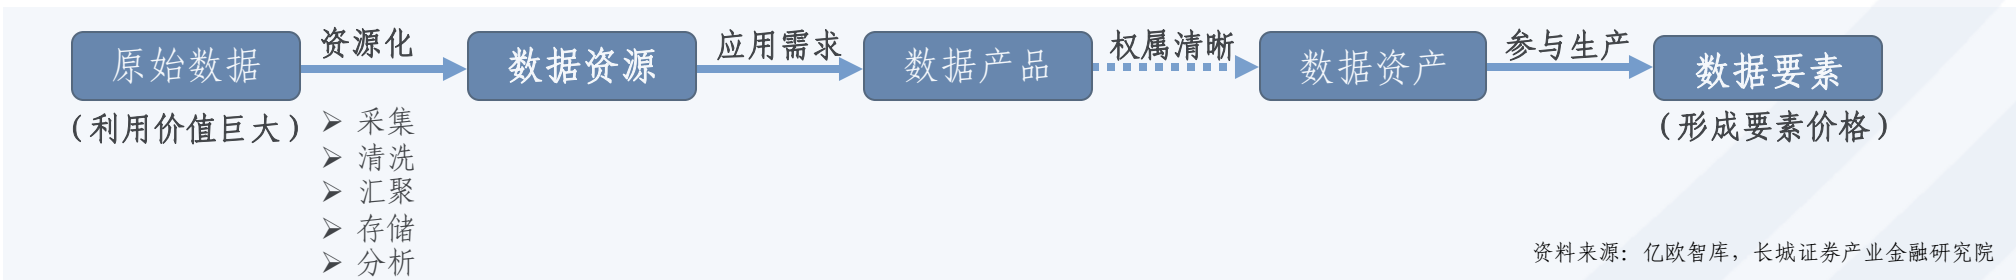 原始数据
资源化
数据资源
应用需求
数据产品
权属清晰
数据资产
参与生产
数据要素
（利用价值巨大）
（形成要素价格）
➢ 采集
➢ 清洗
➢ 汇聚
➢ 存储
➢ 分析
资料来源：亿欧智库，长城证券产业金融研究院